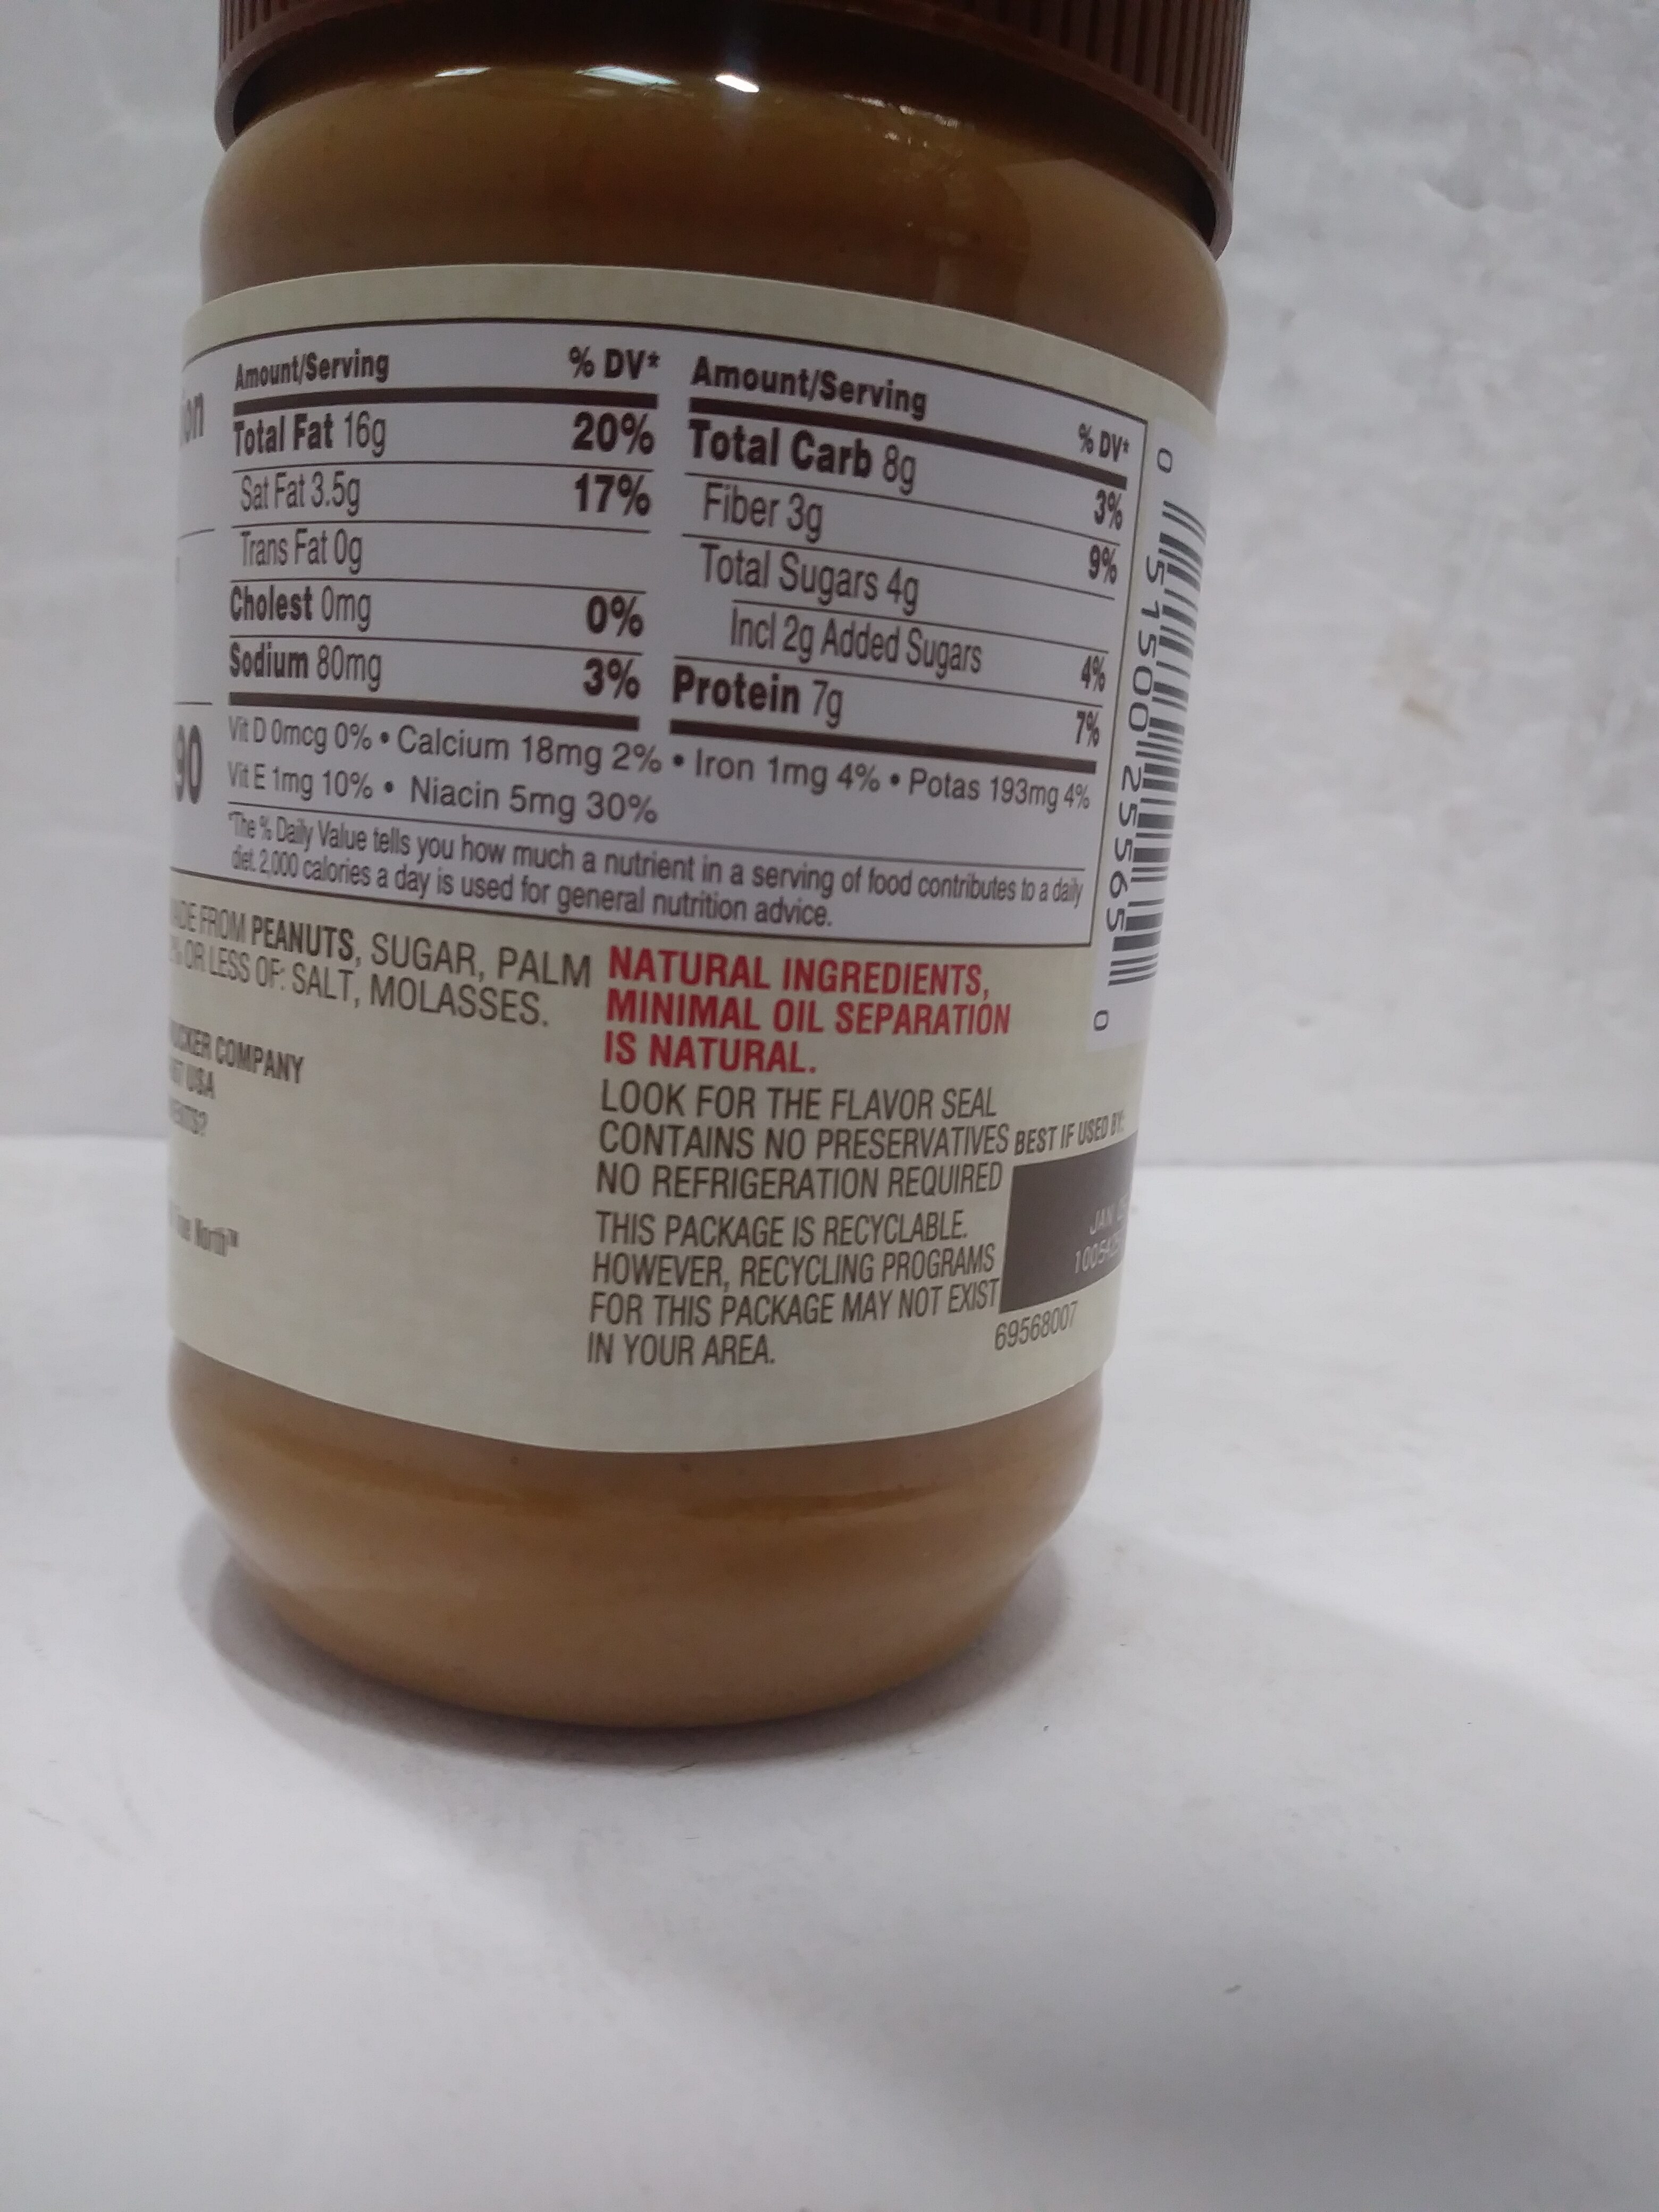 Amount/Serving % DV*
Total Fat 16g 20%
Sat Fat 3.5g 17%
Trans Fat 0g
Cholest 0mg 0%
Sodium 80mg 3%
Amount/Serving % DV*
Total Carb 8g 3%
Fiber 3g 9%
Total Sugars 4g
Incl 2g Added Sugars 4%
Protein 7g 7%
Vit D 0mcg 0% • Calcium 18mg 2% • Iron 1mg 4% • Potas 193mg 4%
Vit E 1mg 10% • Niacin 5mg 30%
*The % Daily Value tells you how much a nutrient in a serving of food contributes to a daily
diet. 2,000 calories a day is used for general nutrition advice.
90
FROM PEANUTS, SUGAR, PALM
OR LESS OF: SALT, MOLASSES.
COMPANY
USA
North™
NATURAL INGREDIENTS,
MINIMAL OIL SEPARATION
IS NATURAL.
LOOK FOR THE FLAVOR SEAL
CONTAINS NO PRESERVATIVES
NO REFRIGERATION REQUIRED
THIS PACKAGE IS RECYCLABLE.
HOWEVER, RECYCLING PROGRAMS
FOR THIS PACKAGE MAY NOT EXIST
IN YOUR AREA.
BEST IF USED BY:
JAN
69568007
0 51500 25565 0